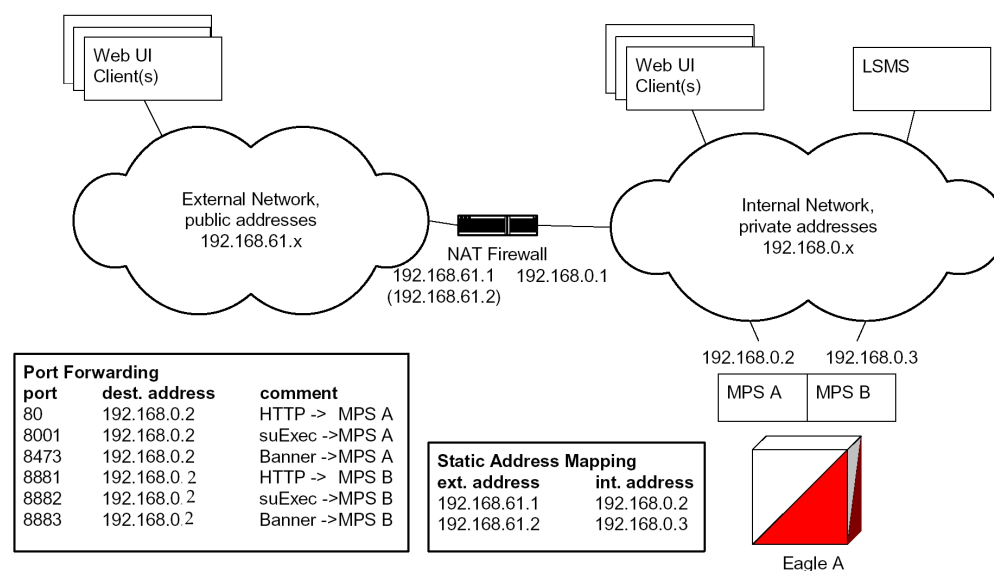 Web UI
Client(s)
Web UI
Client(s)
LSMS
External Network,
public addresses
192.168.61.x
Internal Network,
private addresses
192.168.0.x
NAT Firewall
192.168.61.1 192.168.0.1
(192.168.61.2)
192.168.0.2 192.168.0.3
MPS A MPS B
Port Forwarding
port dest. address comment
80 192.168.0.2 HTTP -> MPS A
8001 192.168.0.2 suExec ->MPS A
8473 192.168.0.2 Banner ->MPS A
8881 192.168.0.2 HTTP -> MPS B
8882 192.168.0.2 suExec ->MPS B
8883 192.168.0.2 Banner ->MPS B
Static Address Mapping
ext. address int. address
192.168.61.1 192.168.0.2
192.168.61.2 192.168.0.3
Eagle A